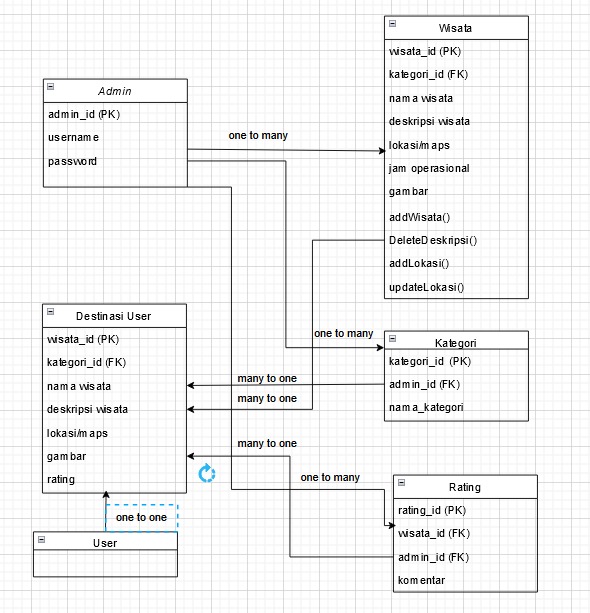 Wisata
wisata_id (PK)
kategori_id (FK)
nama wisata
deskripsi wisata
lokasi/maps
jam operasional
gambar
addWisata()
DeleteDeskripsi()
addLokasi()
updateLokasi()
Admin
admin_id (PK)
username
password
one to many
one to many
Destinasi User
wisata_id (PK)
kategori_id (FK)
nama wisata
deskripsi wisata
lokasi/maps
gambar
rating
Kategori
kategori_id (PK)
admin_id (FK)
nama_kategori
many to one
many to one
many to one
one to many
Rating
rating_id (PK)
wisata_id (FK)
admin_id (FK)
komentar
one to one
User